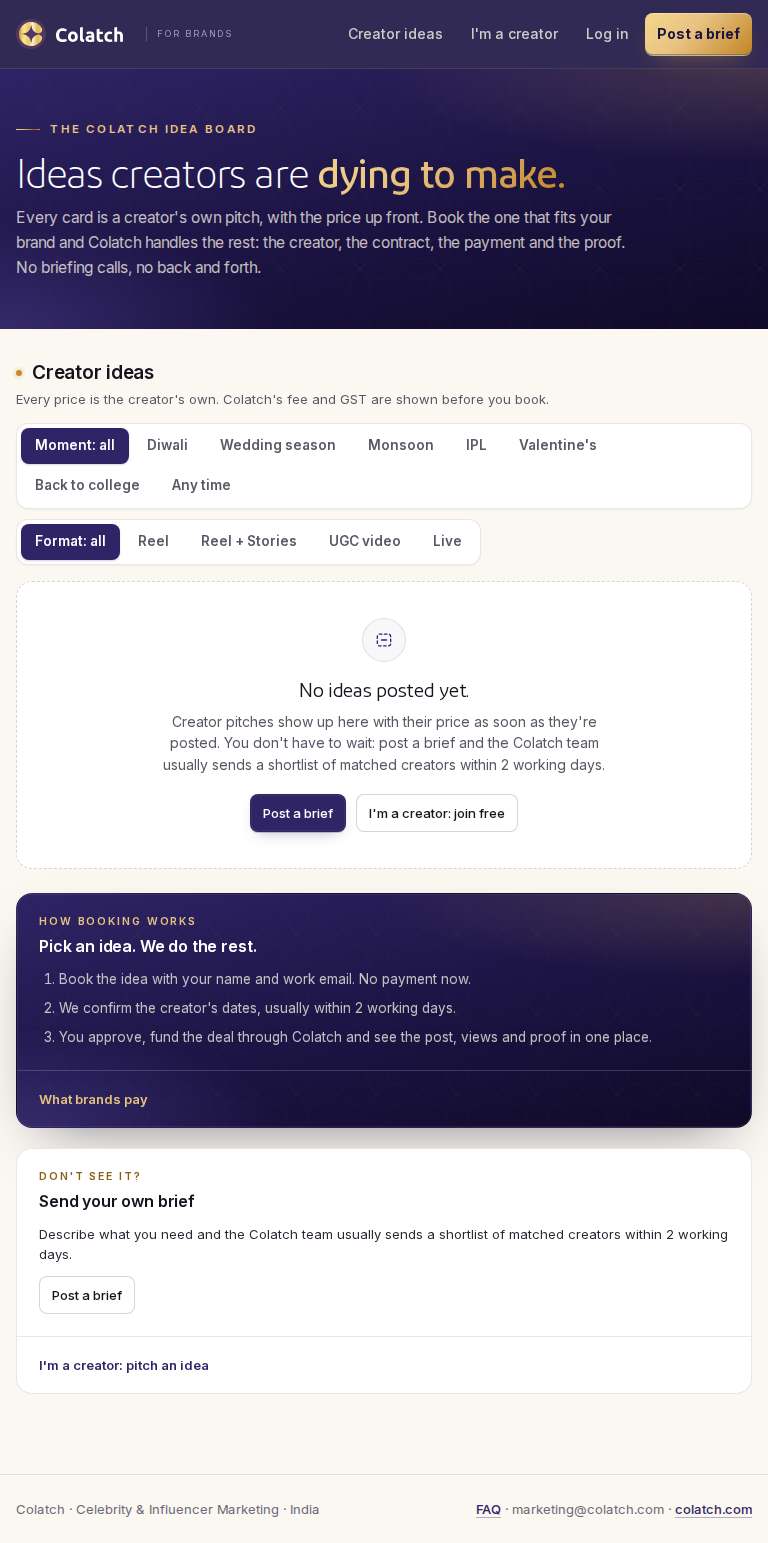 Colatch
FOR BRANDS
Creator ideas
I'm a creator
Log in
Post a brief
THE COLATCH IDEA BOARD
Ideas creators are dying to make.
Every card is a creator's own pitch, with the price up front. Book the one that fits your
brand and Colatch handles the rest: the creator, the contract, the payment and the proof.
No briefing calls, no back and forth.
Creator ideas
Every price is the creator's own. Colatch's fee and GST are shown before you book.
Moment: all
Diwali
Wedding season
Monsoon
IPL
Valentine's
Back to college
Any time
Format: all
Reel
Reel + Stories
UGC video
Live
No ideas posted yet.
Creator pitches show up here with their price as soon as they're
posted. You don't have to wait: post a brief and the Colatch team
usually sends a shortlist of matched creators within 2 working days.
Post a brief
I'm a creator: join free
HOW BOOKING WORKS
Pick an idea. We do the rest.
1. Book the idea with your name and work email. No payment now.
2. We confirm the creator's dates, usually within 2 working days.
3. You approve, fund the deal through Colatch and see the post, views and proof in one place.
What brands pay
DON'T SEE IT?
Send your own brief
Describe what you need and the Colatch team usually sends a shortlist of matched creators within 2 working
days.
Post a brief
I'm a creator: pitch an idea
Colatch · Celebrity & Influencer Marketing · India
FAQ · marketing@colatch.com · colatch.com